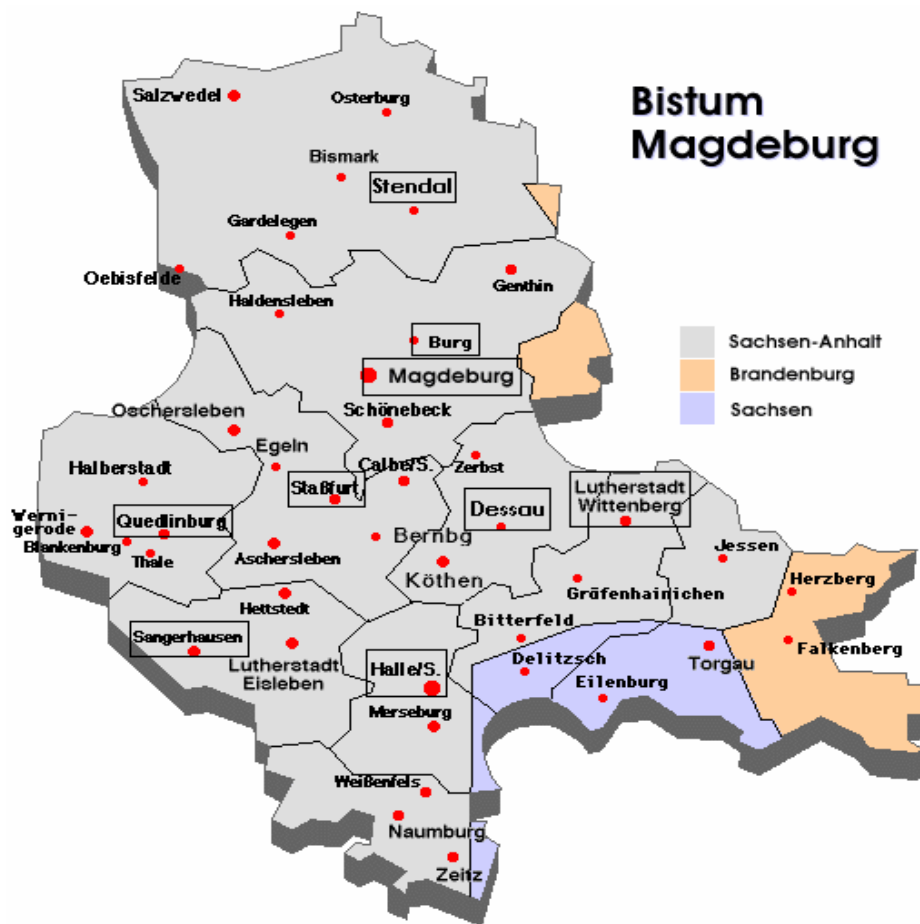 Bistum
Magdeburg
Salzwedel
Osterburg
Bismark
Stendal
Gardelegen
Oebisfelde
Genthin
Haldensleben
Burg
Magdeburg
Sachsen-Anhalt
Brandenburg
Sachsen
Oschersleben
Schönebeck
Egeln
Halberstadt
Calbe/S.
Zerbst
Staßfurt
Lutherstadt
Wittenberg
Werni-
gerode
Quedlinburg
Dessau
Blankenburg
Thale
Aschersleben
Bernbg
Jessen
Köthen
Herzberg
Gräfenhainichen
Hettstedt
Bitterfeld
Sangerhausen
Lutherstadt
Eisleben
Halle/S.
Delitzsch
Torgau
Falkenberg
Eilenburg
Merseburg
Weißenfels
Naumburg
Zeitz